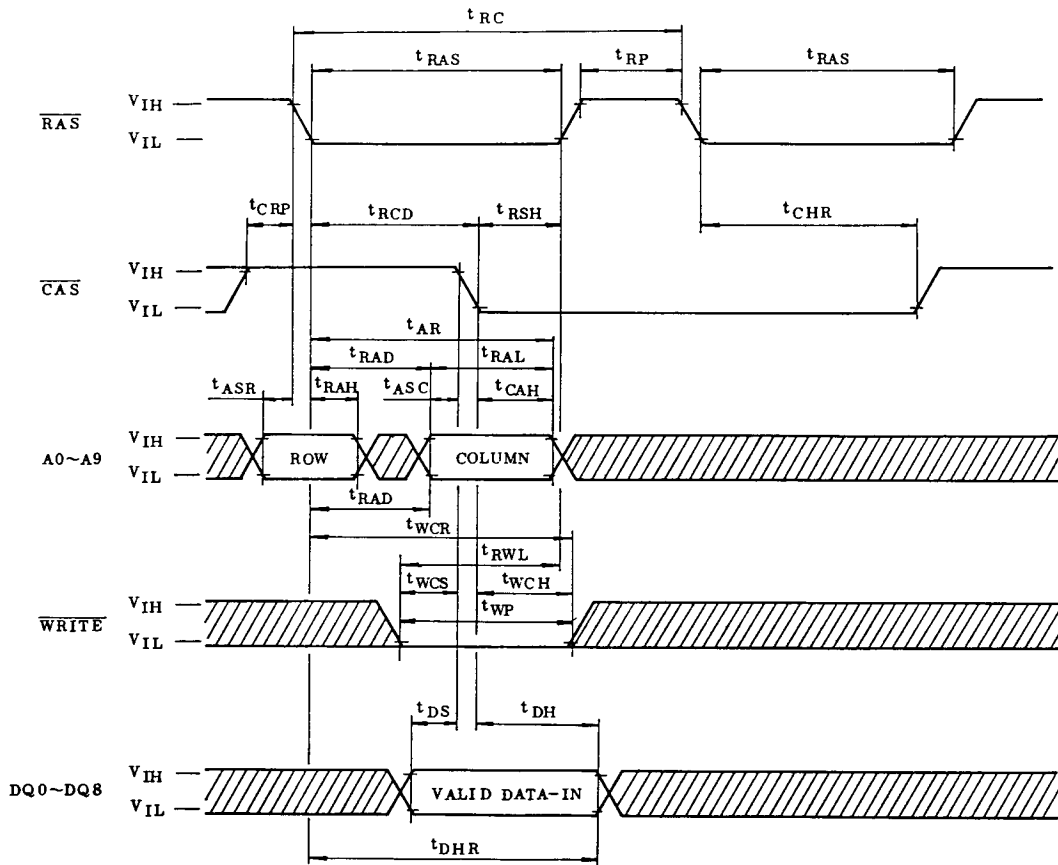 tRC
tRAS tRP tRAS
RAS VIH
VIL
tCRP tRCD tRSH tCHR
CAS VIH
VIL
tAR
tRAD tRAL
tASR tRAH tASC tCAH
A0~A9 VIH ROW COLUMN
VIL
tRAD
tWCR
tRWL
tWCS tWCH
tWP
WRITE VIH
VIL
tDS tDH
DQ0~DQ8 VIH VALID DATA-IN
VIL
tDHR